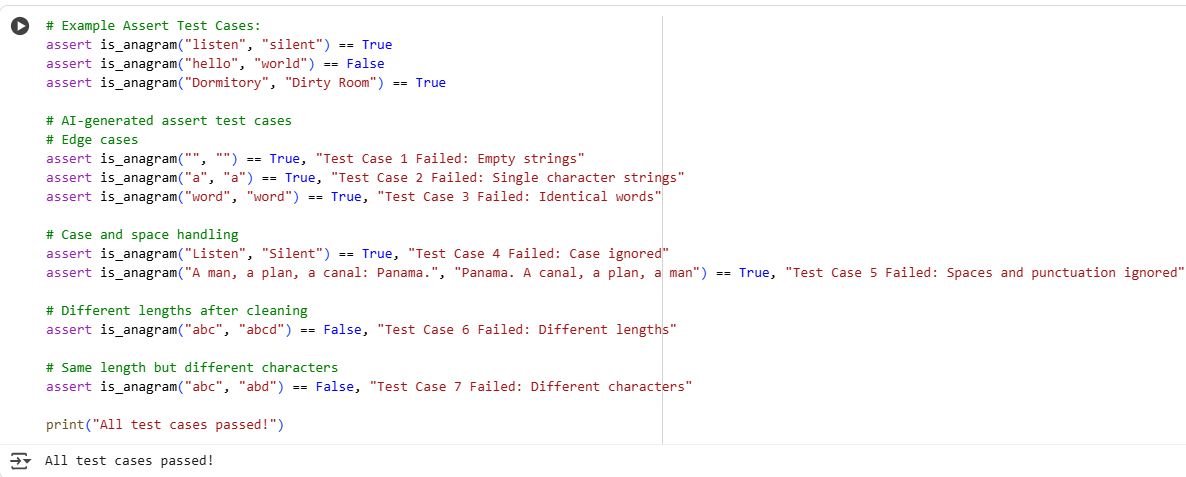 # Example Assert Test Cases:
assert is_anagram("listen", "silent") == True
assert is_anagram("hello", "world") == False
assert is_anagram("Dormitory", "Dirty Room") == True
# AI-generated assert test cases
# Edge cases
assert is_anagram("", "") == True, "Test Case 1 Failed: Empty strings"
assert is_anagram("a", "a") == True, "Test Case 2 Failed: Single character strings"
assert is_anagram("word", "word") == True, "Test Case 3 Failed: Identical words"
# Case and space handling
assert is_anagram("Listen", "Silent") == True, "Test Case 4 Failed: Case ignored"
assert is_anagram("A man, a plan, a canal: Panama.", "Panama. A canal, a plan, a man") == True, "Test Case 5 Failed: Spaces and punctuation ignored"
# Different lengths after cleaning
assert is_anagram("abc", "abcd") == False, "Test Case 6 Failed: Different lengths"
# Same length but different characters
assert is_anagram("abc", "abd") == False, "Test Case 7 Failed: Different characters"
print("All test cases passed!")
All test cases passed!